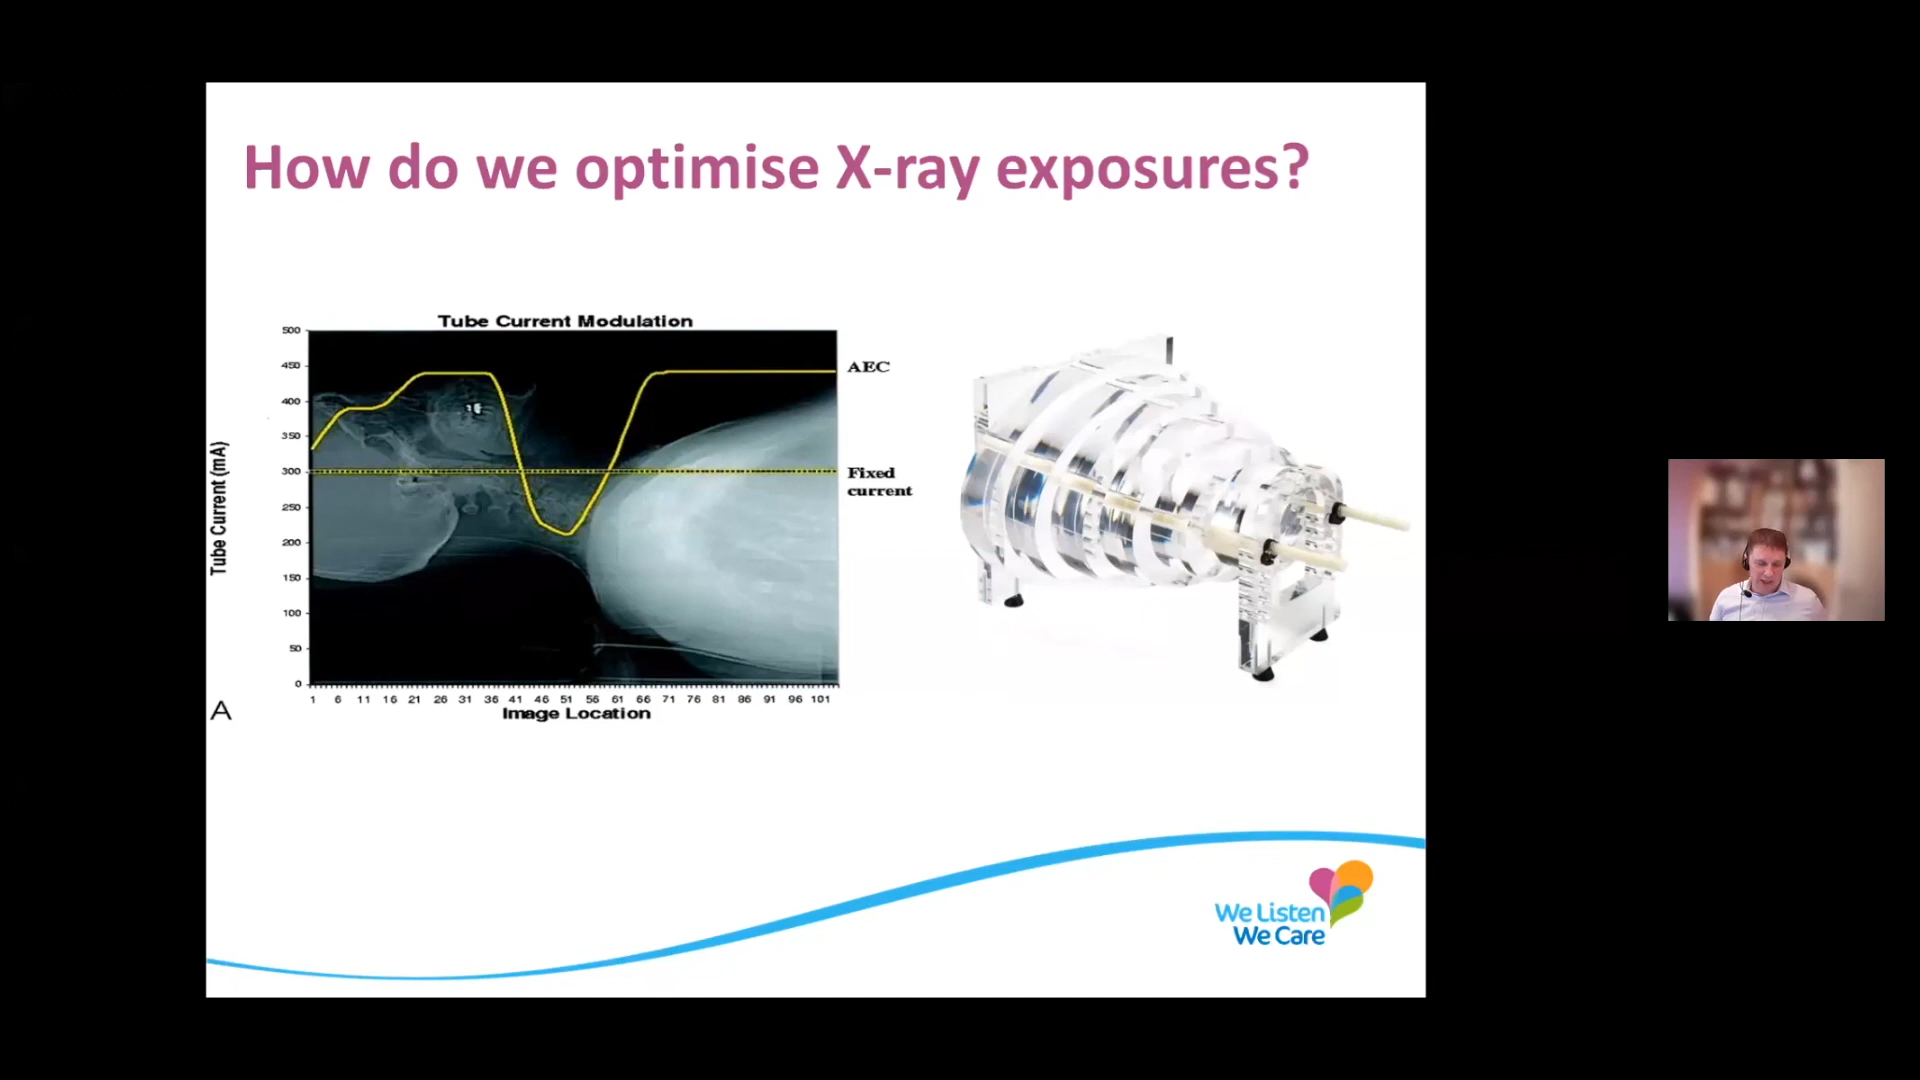 How do we optimise X-ray exposures?
Tube Current Modulation
500
450
400
350
300
250
200
150
100
50
0
Tube Current (mA)
AEC
Fixed
current
1 6 11 16 21 26 31 36 41 46 51 56 61 66 71 76 81 86 91 96 101
Image Location
A
We Listen
We Care